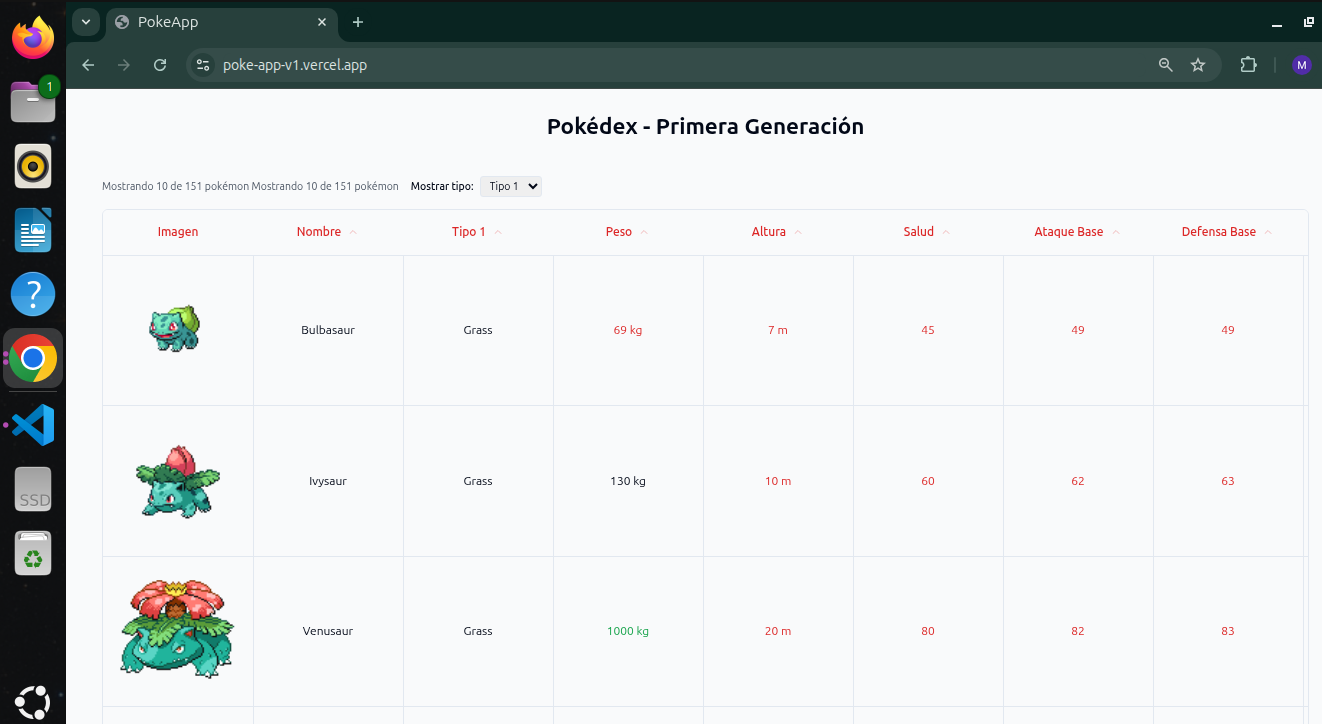 1
PokeApp
poke-app-v1.vercel.app
M
Pokédex - Primera Generación
Mostrando 10 de 151 pokémon Mostrando 10 de 151 pokémon Mostrar tipo: Tipo 1
Imagen Nombre Tipo 1 Peso Altura Salud Ataque Base Defensa Base
Bulbasaur Grass 69 kg 7 m 45 49 49
Ivysaur Grass 130 kg 10 m 60 62 63
Venusaur Grass 1000 kg 20 m 80 82 83
?
SSD